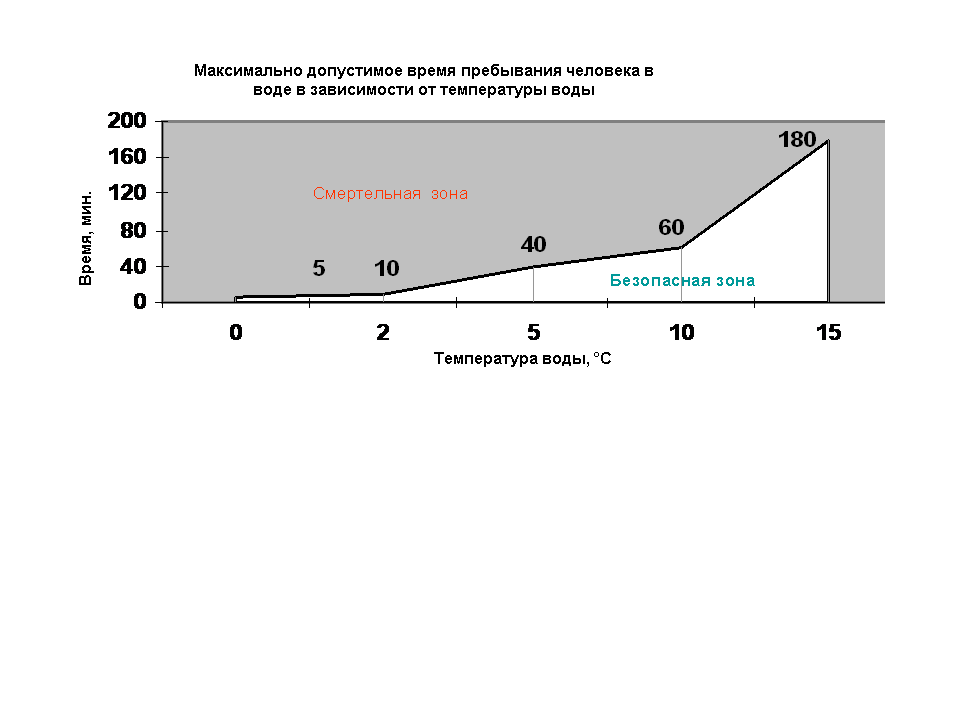 Максимально допустимое время пребывания человека в
воде в зависимости от температуры воды
200
160
120
80
40
0
Время, мин.
Смертельная зона
Безопасная зона
5
10
40
60
180
0
2
5
10
15
Температура воды, °С